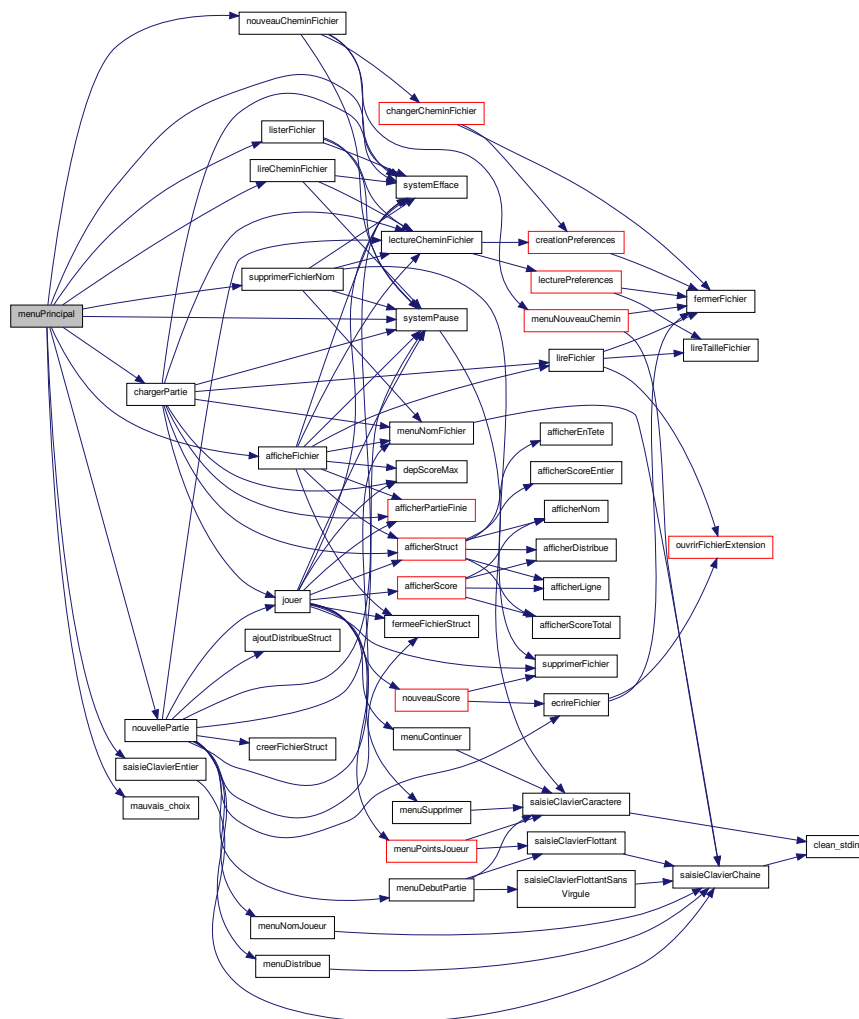 nouveauCheminFichier
changerCheminFichier
listerFichier
lireCheminFichier
systemEfface
lectureCheminFichier
creationPreferences
supprimerFichierNom
lecturePreferences
fermerFichier
menuPrincipal
systemPause
menuNouveauChemin
lireTailleFichier
lireFichier
chargerPartie
menuNomFichier
afficherEnTete
afficheFichier
depScoreMax
afficherScoreEntier
afficherPartieFinie
afficherNom
afficherStruct
afficherDistribue
ouvrirFichierExtension
afficherScore
afficherLigne
jouer
fermeeFichierStruct
afficherScoreTotal
ajoutDistribueStruct
supprimerFichier
nouveauScore
ecrireFichier
nouvellePartie
menuContinuer
creerFichierStruct
saisieClavierEntier
mauvais_choix
menuSupprimer
saisieClavierCaractere
menuPointsJoueur
saisieClavierFlottant
clean_stdin
menuDebutPartie
saisieClavierFlottantSans
Virgule
saisieClavierChaine
menuNomJoueur
menuDistribue